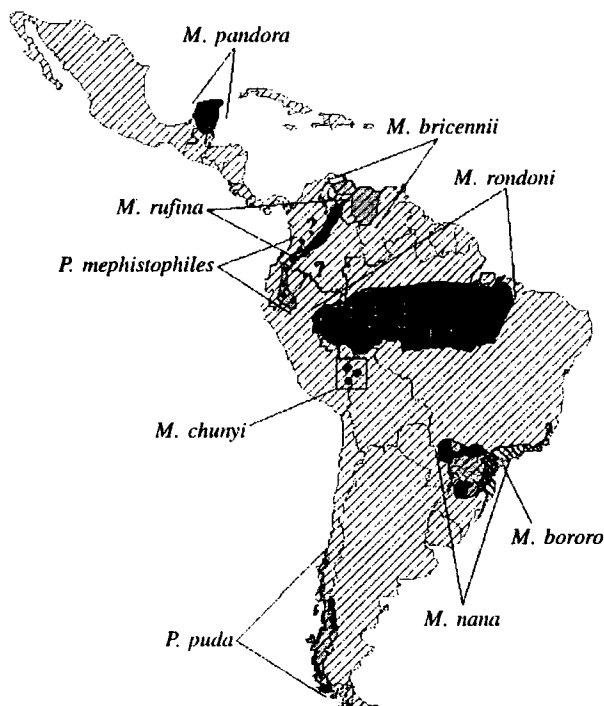 M. pandora
M. bricennii
M. rondoni
M. rufina
P. mephistophiles
?
?
?
M. chunyi
M. bororo
M. nana
P. puda